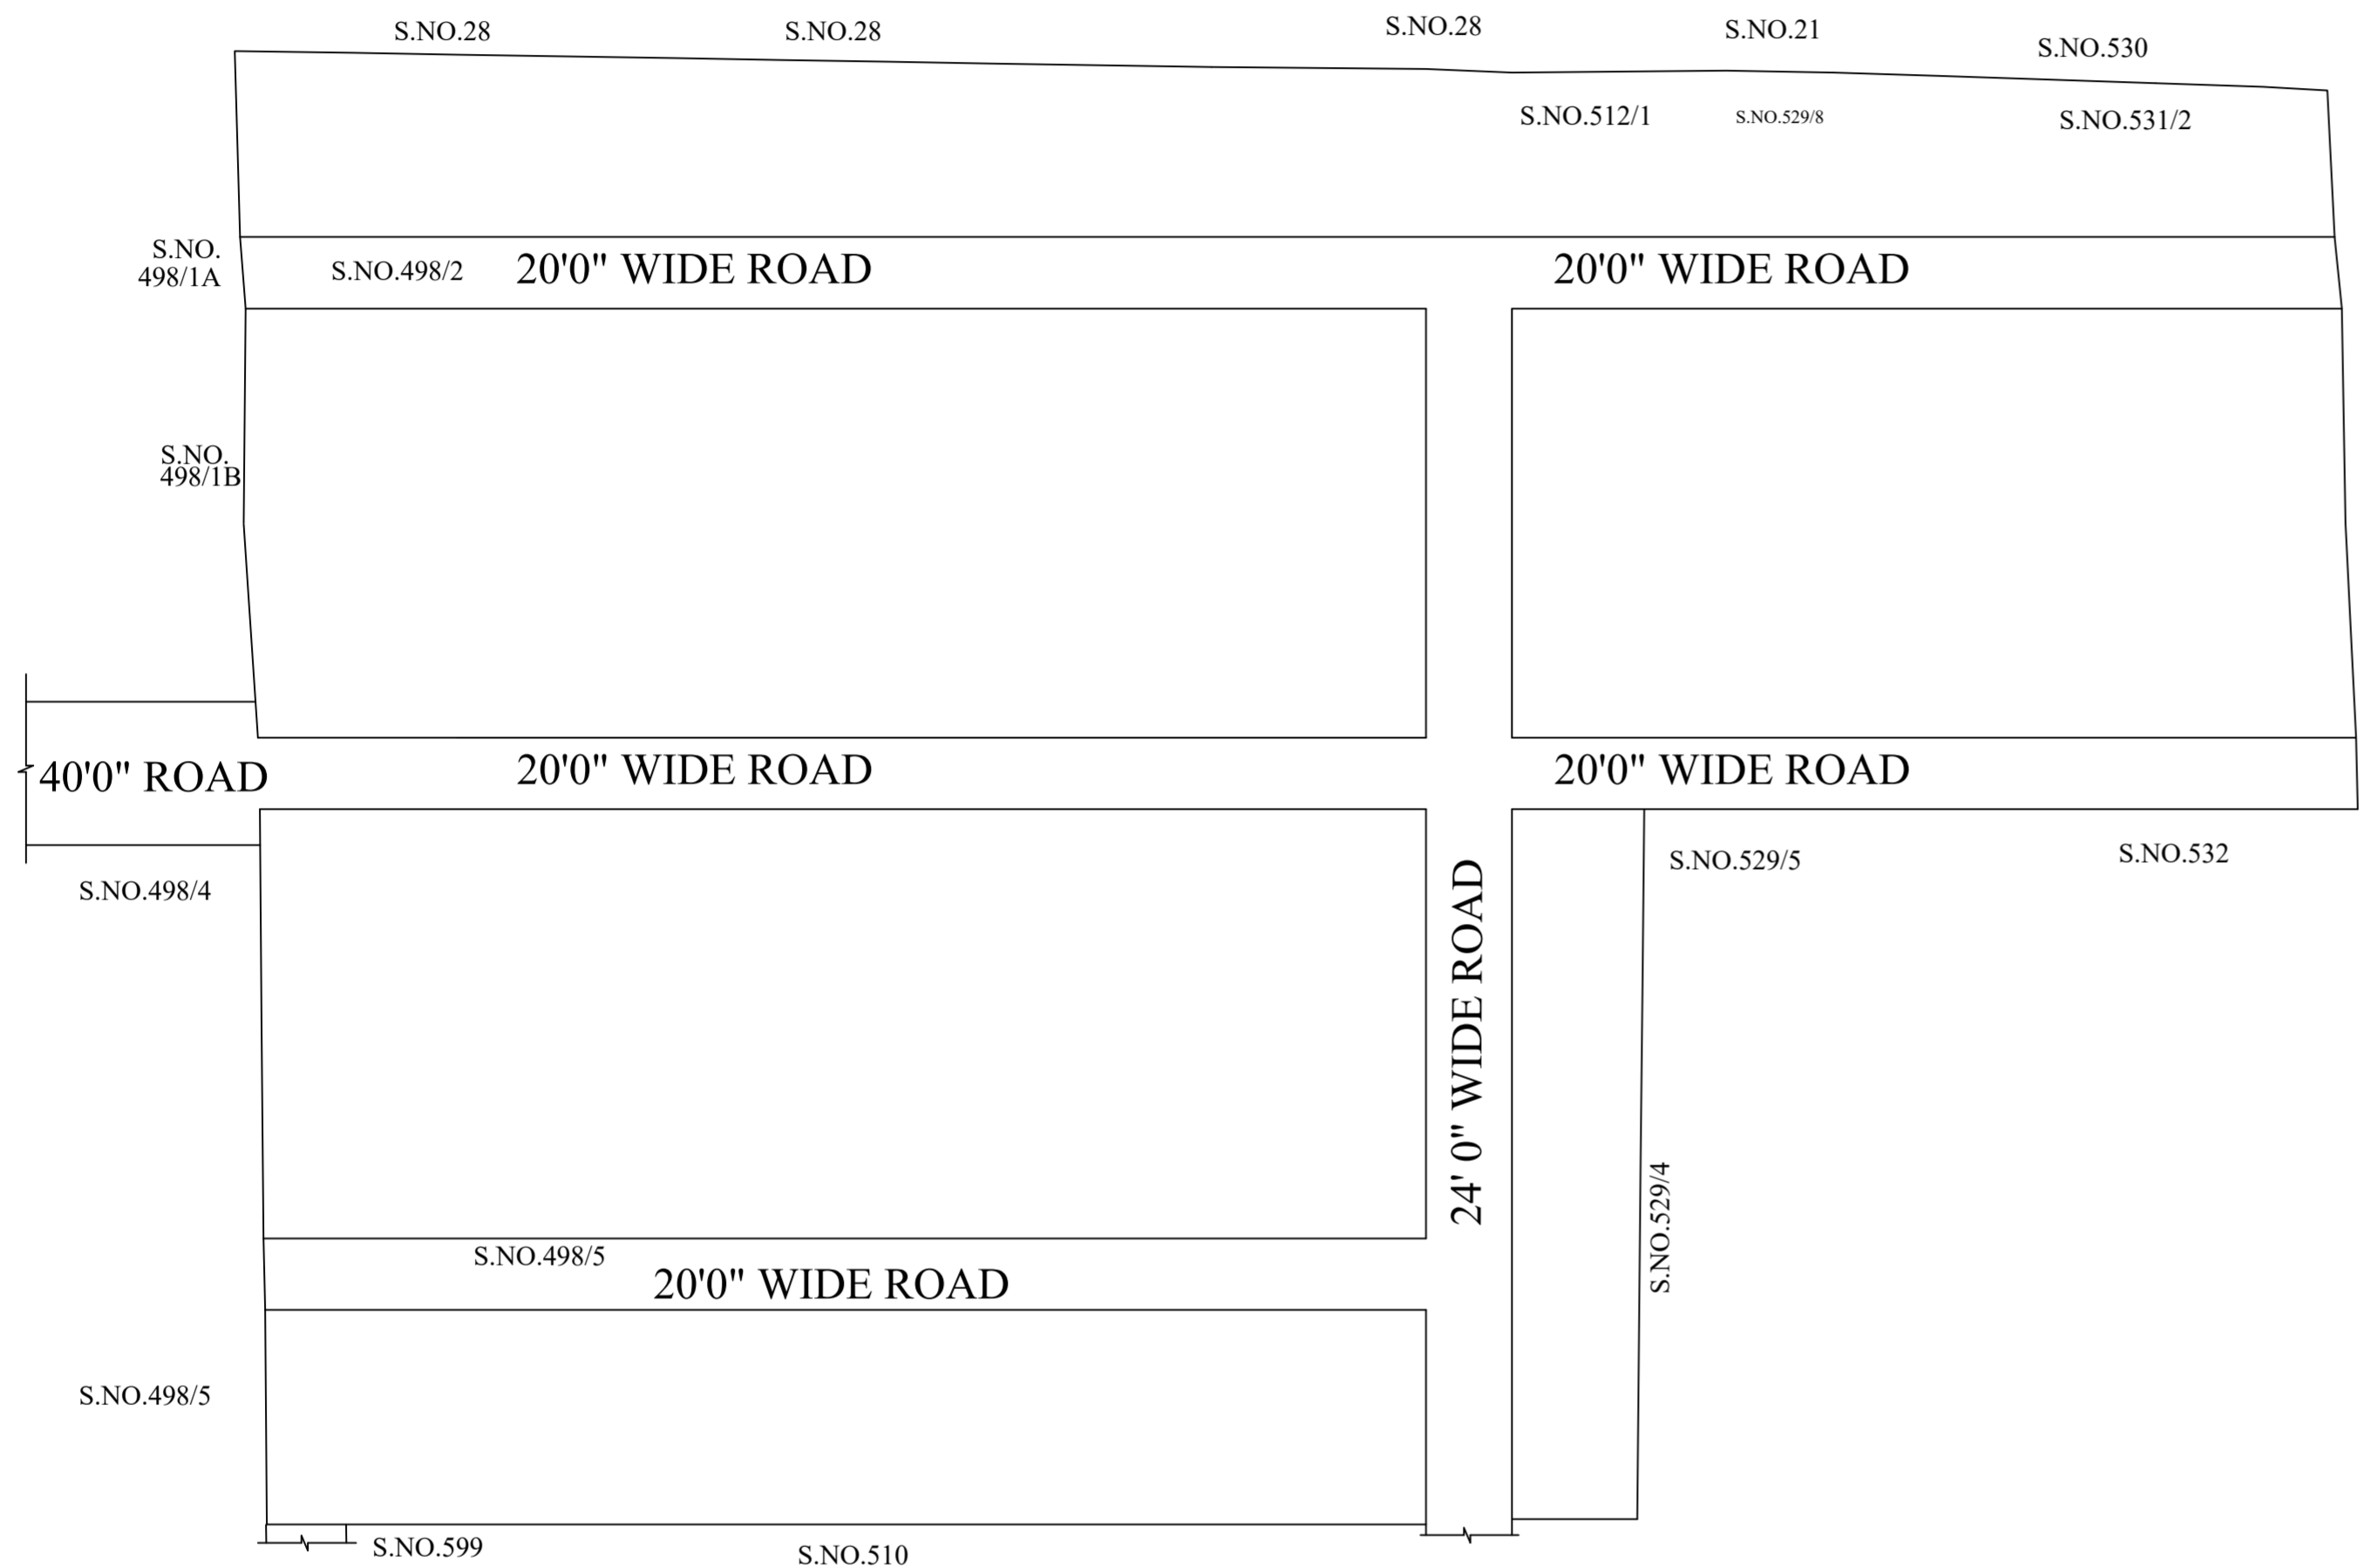 S.NO.28
S.NO.28
S.NO.28
S.NO.21
S.NO.530
S.NO.512/1
S.NO.529/8
S.NO.531/2
S.NO.
498/1A
S.NO.498/2
20'0" WIDE ROAD
20'0" WIDE ROAD
S.NO.
498/1B
40'0" ROAD
20'0" WIDE ROAD
20'0" WIDE ROAD
S.NO.498/4
S.NO.529/5
S.NO.532
24' 0" WIDE ROAD
S.NO.529/4
S.NO.498/5
20'0" WIDE ROAD
S.NO.498/5
S.NO.599
S.NO.510